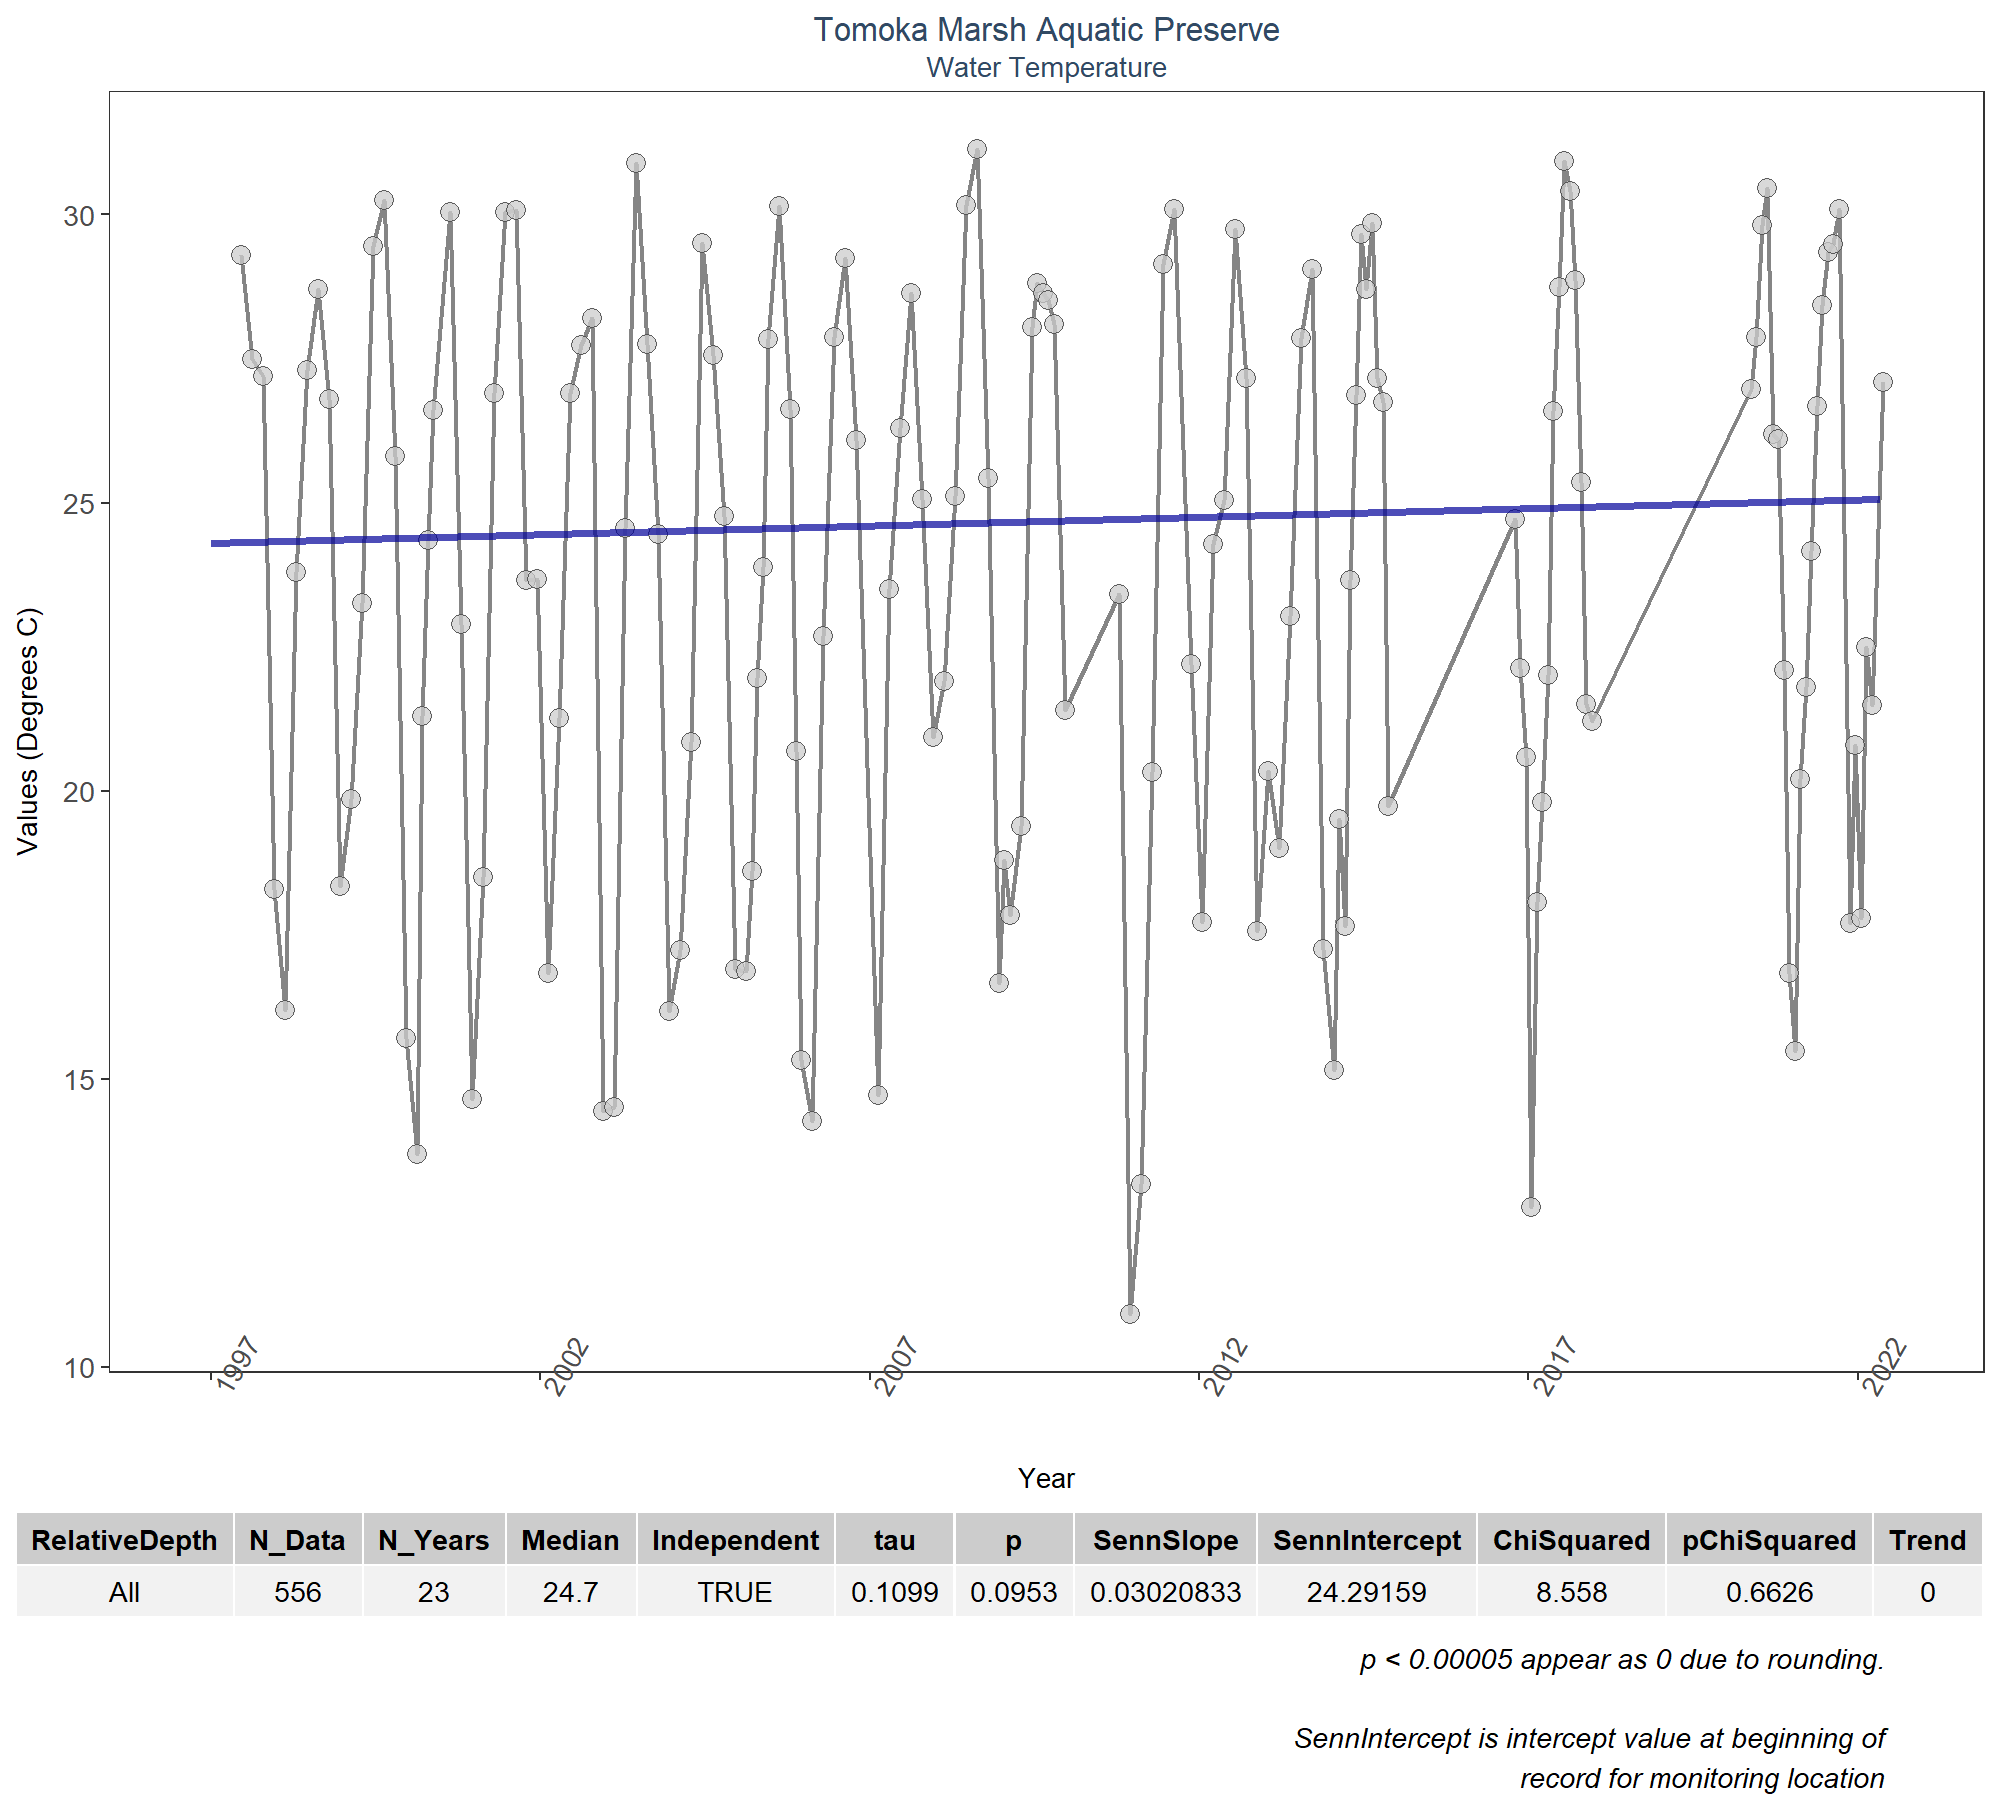 Tomoka Marsh Aquatic Preserve
Water Temperature
Values (Degrees C)
30
25
20
15
10
1997 2002 2007 2012 2017 2022
Year
RelativeDepth N_Data N_Years Median Independent tau p SennSlope SennIntercept ChiSquared pChiSquared Trend
All 556 23 24.7 TRUE 0.1099 0.0953 0.03020833 24.29159 8.558 0.6626 0
p < 0.00005 appear as 0 due to rounding.
SennIntercept is intercept value at beginning of
record for monitoring location